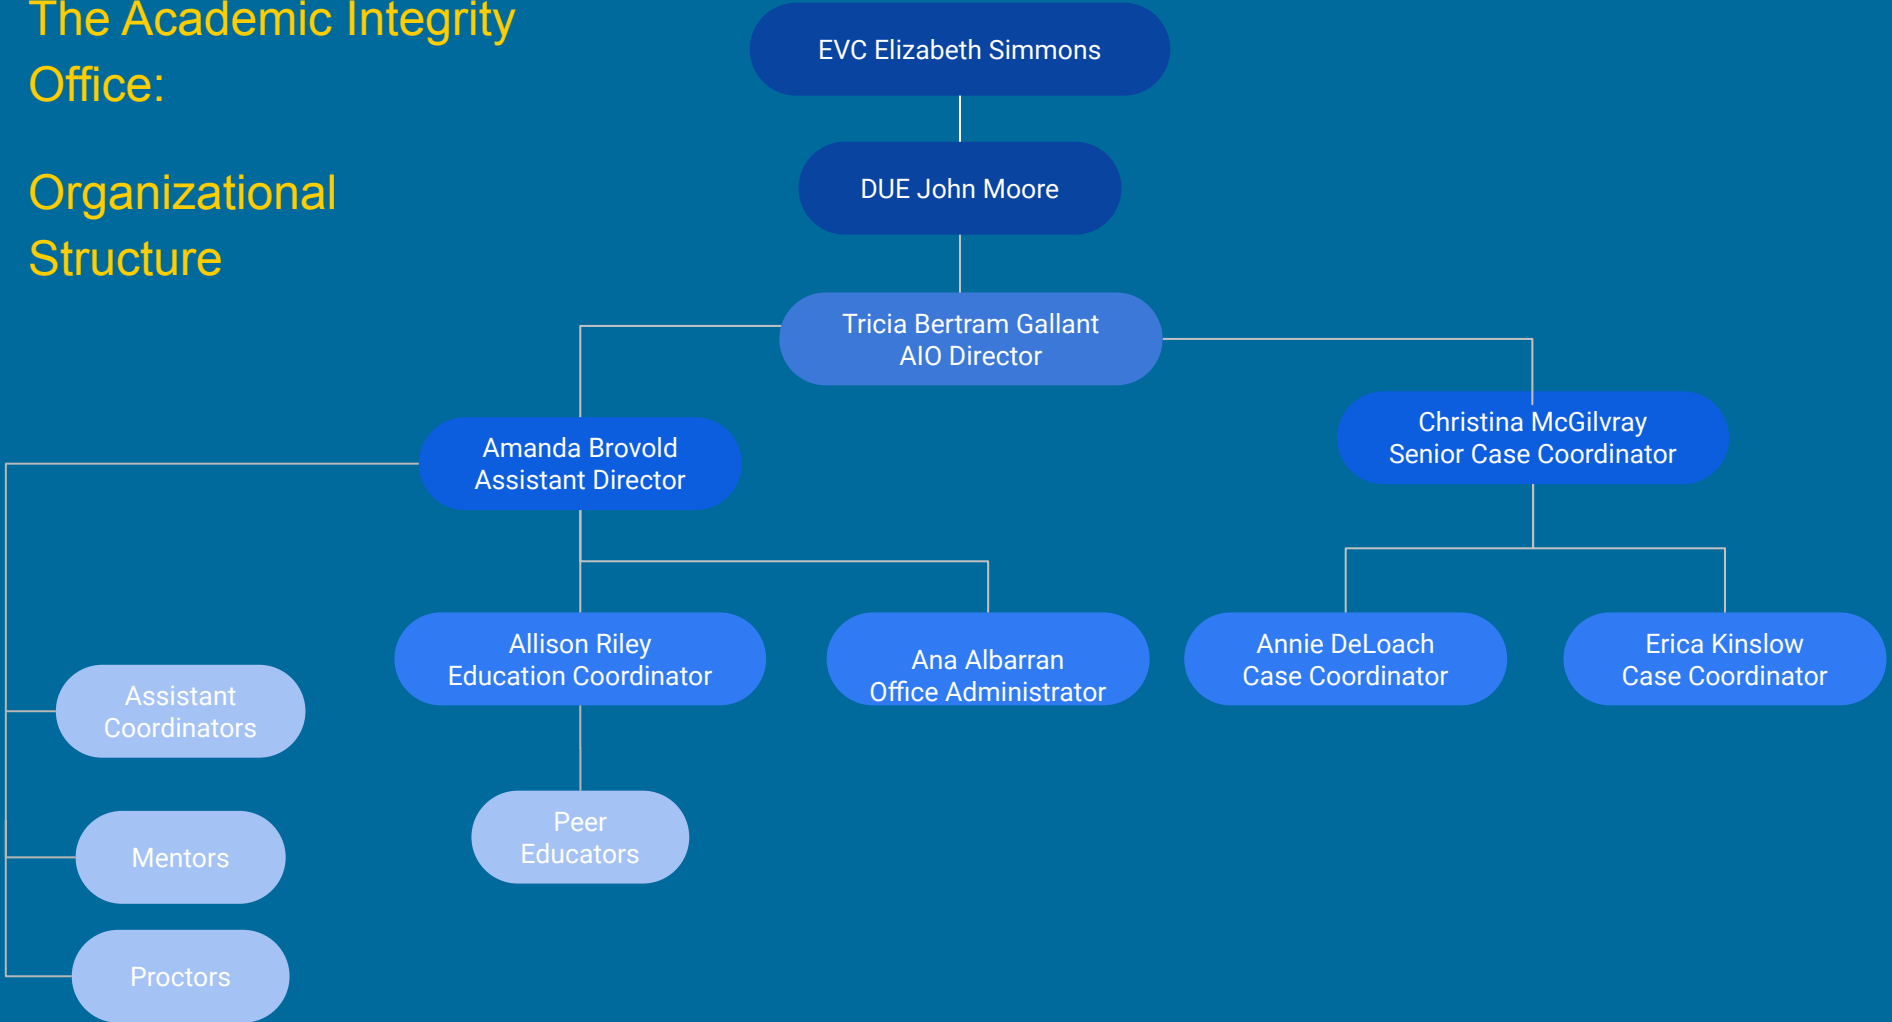 The Academic Integrity
Office:
Organizational
Structure
EVC Elizabeth Simmons
DUE John Moore
Tricia Bertram Gallant
AIO Director
Amanda Brovold
Assistant Director
Christina McGilvray
Senior Case Coordinator
Allison Riley
Education Coordinator
Ana Albarran
Office Administrator
Annie DeLoach
Case Coordinator
Erica Kinslow
Case Coordinator
Assistant
Coordinators
Peer
Educators
Mentors
Proctors